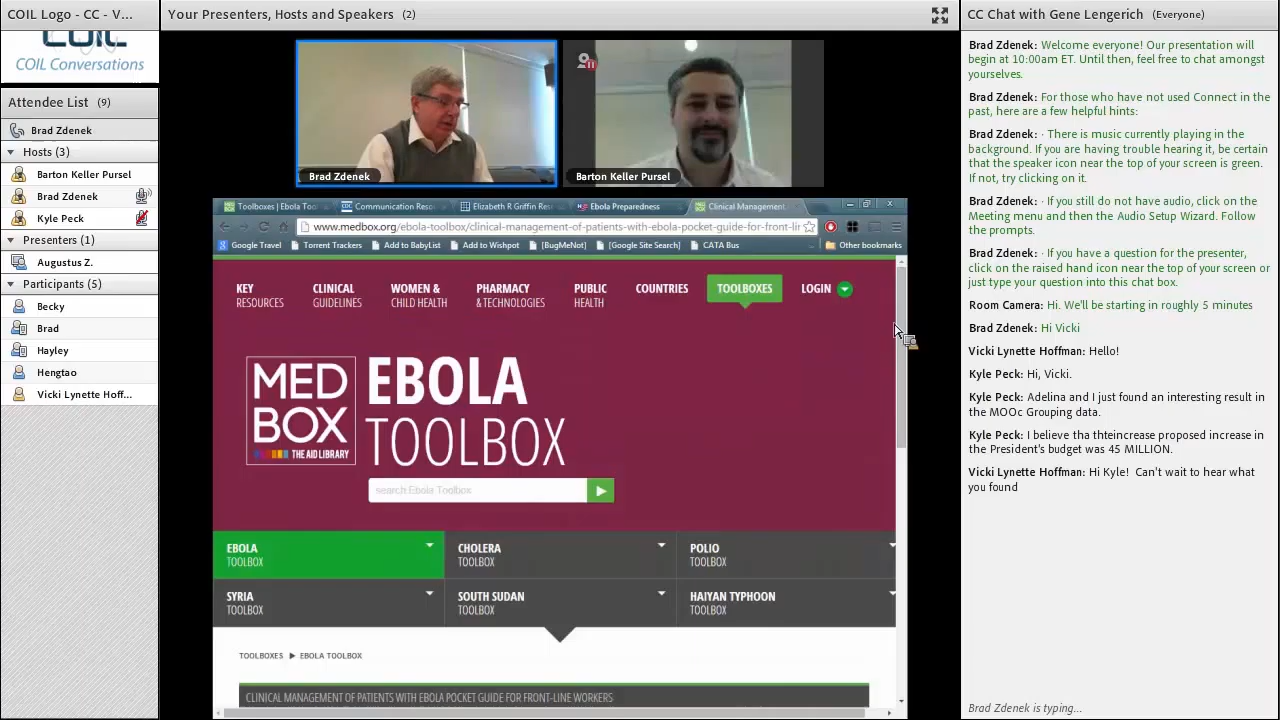 COIL Logo - CC - V...
COIL
COIL Conversations
Attendee List (9)
Brad Zdenek
Hosts (3)
Barton Keller Pursel
Brad Zdenek
Kyle Peck
Presenters (1)
Augustus Z.
Participants (5)
Becky
Brad
Hayley
Hengtao
Vicki Lynette Hoff...
Your Presenters, Hosts and Speakers (2)
Brad Zdenek
Barton Keller Pursel
Toolboxes | Ebola Too
Communication Reso
Elizabeth R Griffin Res
Ebola Preparedness
Clinical Management
www.medbox.org/ebola-toolbox/clinical-management-of-patients-with-ebola-pocket-guide-for-front-lir
Google Travel
Torrent Trackers
Add to BabyList
Add to Wishpot
[BugMeNot]
[Google Site Search]
CATA Bus
Other bookmarks
KEY
RESOURCES
CLINICAL
GUIDELINES
WOMEN &
CHILD HEALTH
PHARMACY
& TECHNOLOGIES
PUBLIC
HEALTH
COUNTRIES
TOOLBOXES
LOGIN
MED
BOX
THE AID LIBRARY
EBOLA
TOOLBOX
search Ebola Toolbox
EBOLA
TOOLBOX
CHOLERA
TOOLBOX
POLIO
TOOLBOX
SYRIA
TOOLBOX
SOUTH SUDAN
TOOLBOX
HAIYAN TYPHOON
TOOLBOX
TOOLBOXES ▶ EBOLA TOOLBOX
CLINICAL MANAGEMENT OF PATIENTS WITH EBOLA POCKET GUIDE FOR FRONT-LINE WORKERS
CC Chat with Gene Lengerich (Everyone)
Brad Zdenek: Welcome everyone! Our presentation will
begin at 10:00am ET. Until then, feel free to chat amongst
yourselves.
Brad Zdenek: For those who have not used Connect in the
past, here are a few helpful hints:
Brad Zdenek: · There is music currently playing in the
background. If you are having trouble hearing it, be certain
that the speaker icon near the top of your screen is green.
If not, try clicking on it.
Brad Zdenek: · If you still do not have audio, click on the
Meeting menu and then the Audio Setup Wizard. Follow
the prompts.
Brad Zdenek: · If you have a question for the presenter,
click on the raised hand icon near the top of your screen or
just type your question into this chat box.
Room Camera: Hi. We'll be starting in roughly 5 minutes
Brad Zdenek: Hi Vicki
Vicki Lynette Hoffman: Hello!
Kyle Peck: Hi, Vicki.
Kyle Peck: Adelina and I just found an interesting result in
the MOOc Grouping data.
Kyle Peck: I believe tha thteincrease proposed increase in
the President's budget was 45 MILLION.
Vicki Lynette Hoffman: Hi Kyle! Can't wait to hear what
you found
Brad Zdenek is typing...